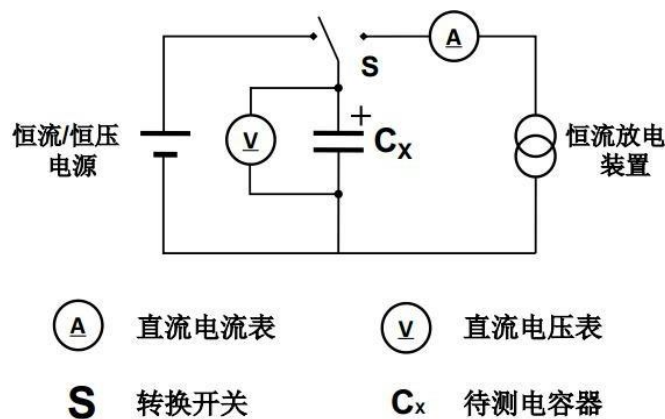 A
S
恒流/恒压
电源
V
+
Cx
恒流放电
装置
A 直流电流表
V 直流电压表
S 转换开关
Cx 待测电容器